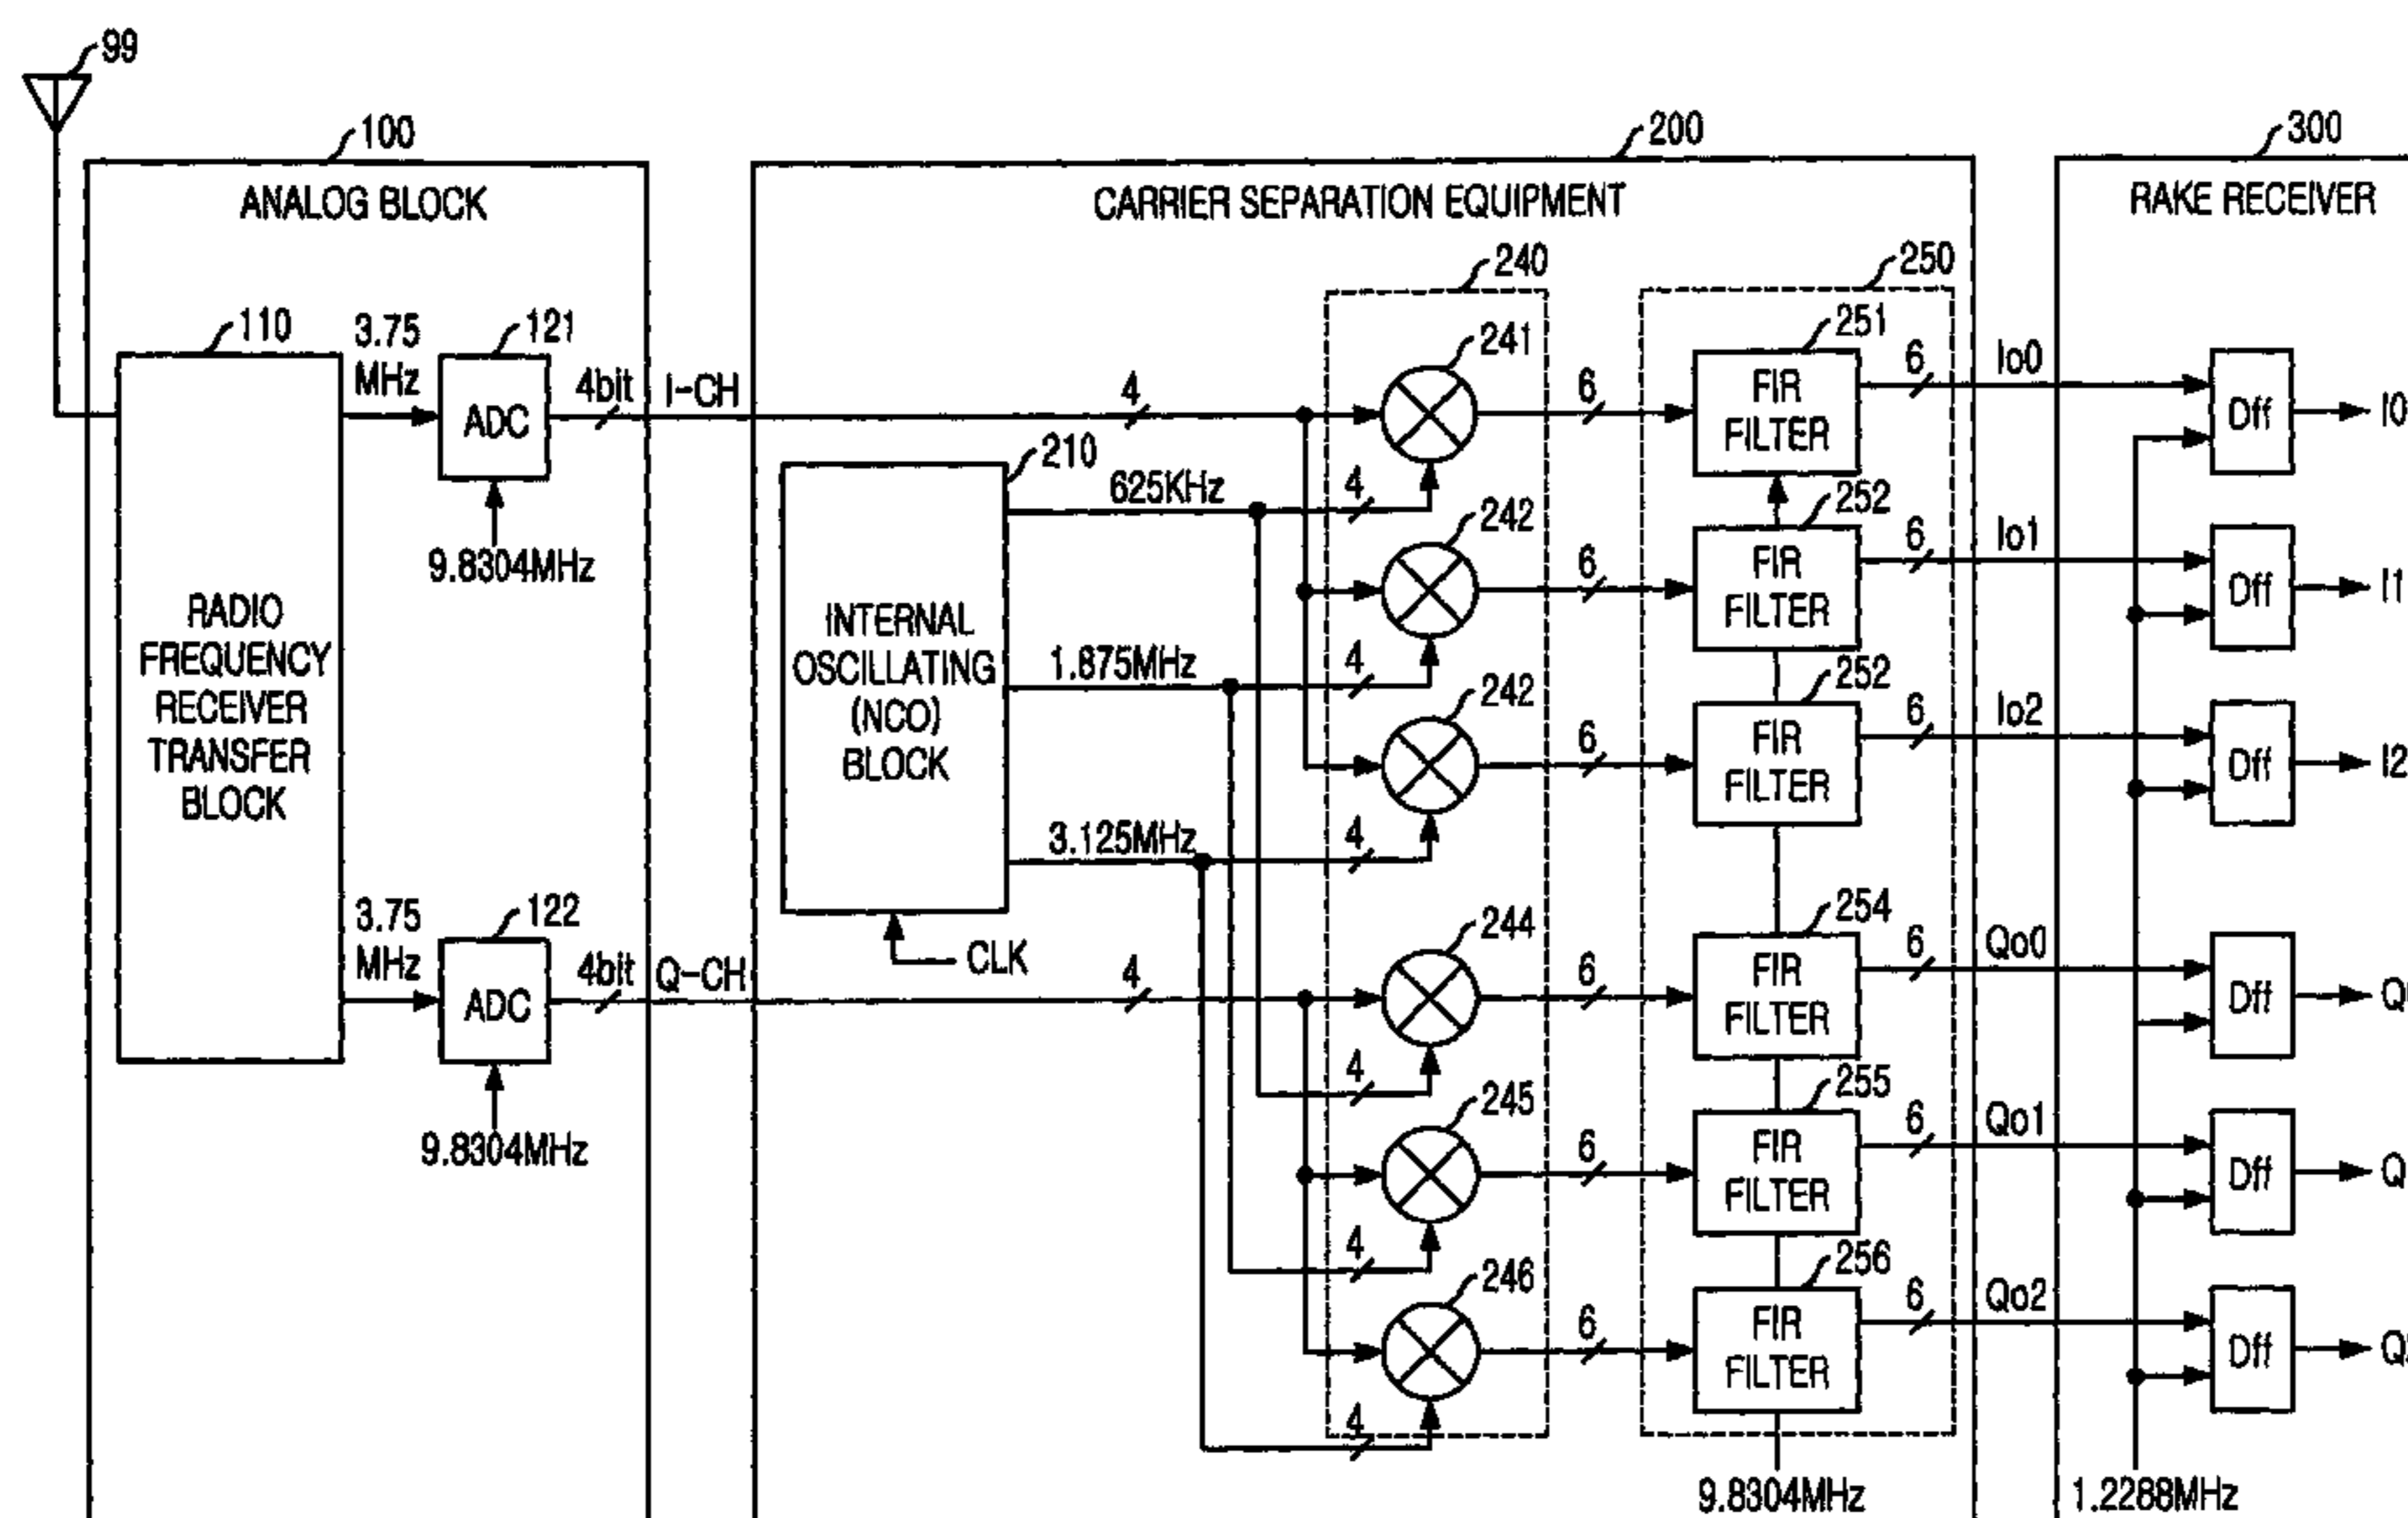 99
100
ANALOG BLOCK
110
RADIO
FREQUENCY
RECEIVER
TRANSFER
BLOCK
3.75
MHz
121
ADC
9.8304MHz
4bit
I-CH
3.75
MHz
122
ADC
9.8304MHz
4bit
Q-CH
200
CARRIER SEPARATION EQUIPMENT
210
INTERNAL
OSCILLATING
(NCO)
BLOCK
CLK
625KHz
1.875MHz
3.125MHz
4
4
240
241
4
242
4
242
4
244
4
245
4
246
4
6
6
6
6
6
6
250
251
FIR
FILTER
252
FIR
FILTER
252
FIR
FILTER
254
FIR
FILTER
255
FIR
FILTER
256
FIR
FILTER
9.8304MHz
6
Io0
6
Io1
6
Io2
6
Qo0
6
Qo1
6
Qo2
300
RAKE RECEIVER
Dff
I0
Dff
I1
Dff
I2
Dff
Q
Dff
Q
Dff
Q
1.2288MHz